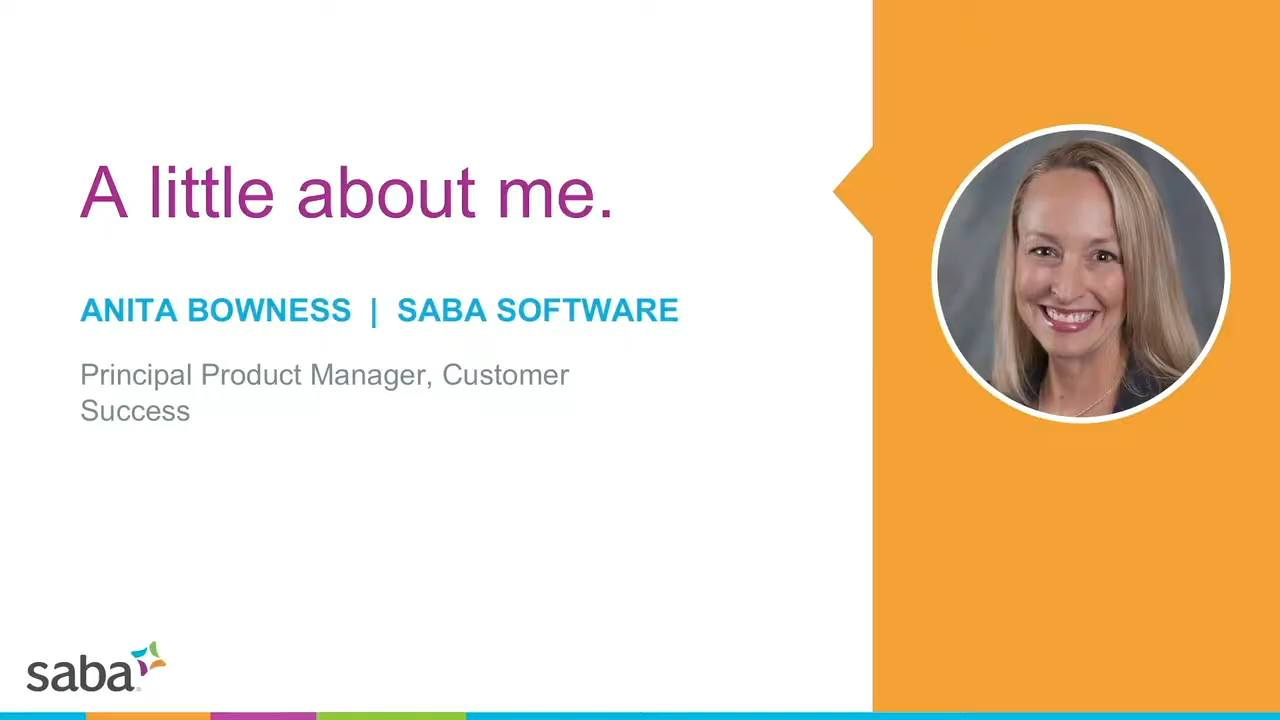 A little about me.
ANITA BOWNESS | SABA SOFTWARE
Principal Product Manager, Customer
Success
saba